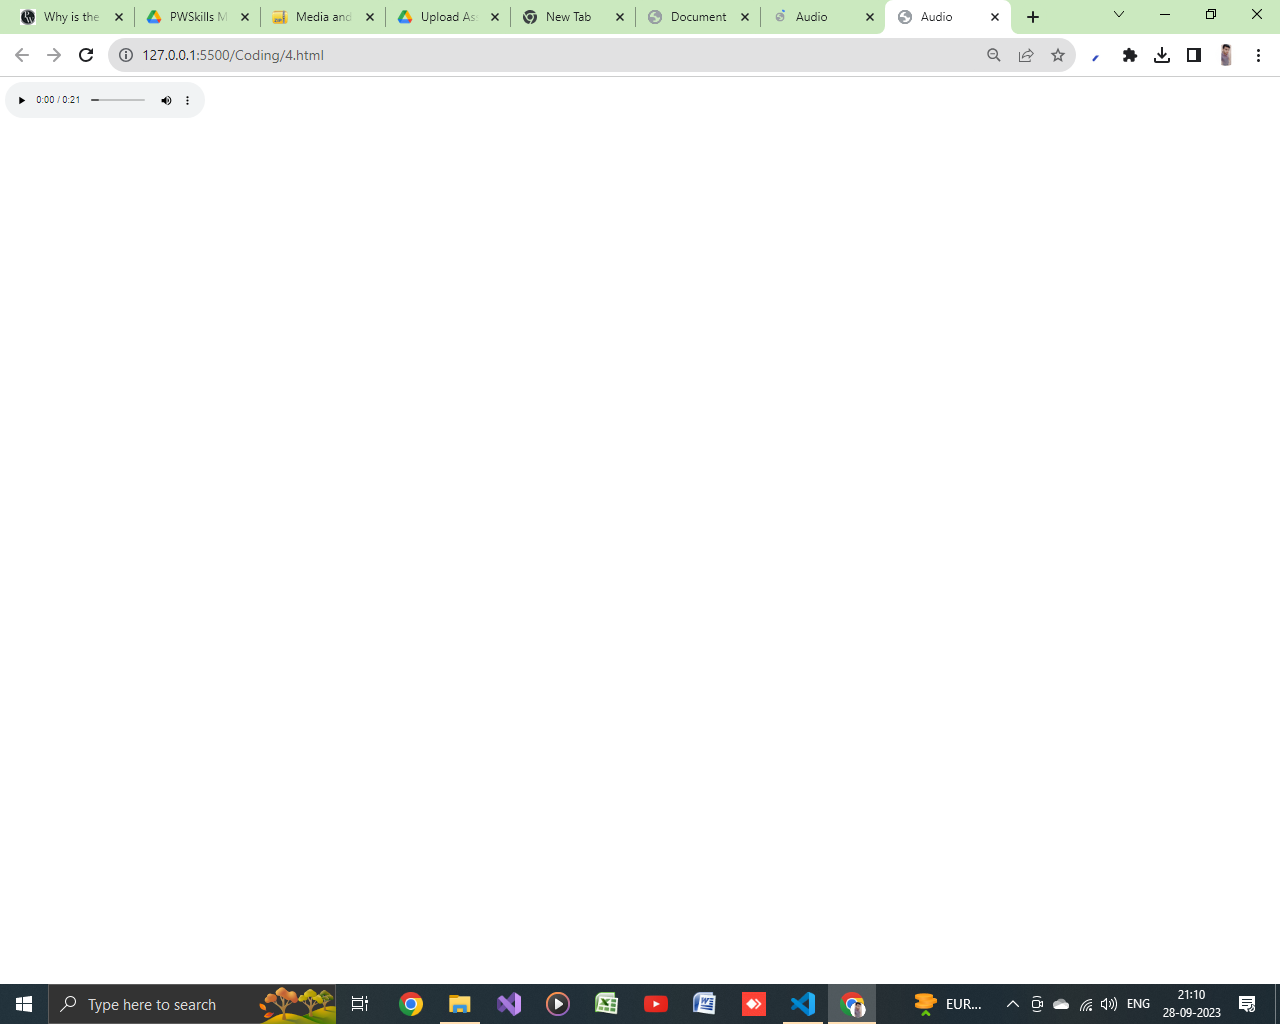 Why is the
PWSkills M
Media and
Upload Ass
New Tab
Document
Audio
Audio
127.0.0.1:5500/Coding/4.html
0:00 / 0:21
Type here to search
EUR...
ENG
21:10
28-09-2023